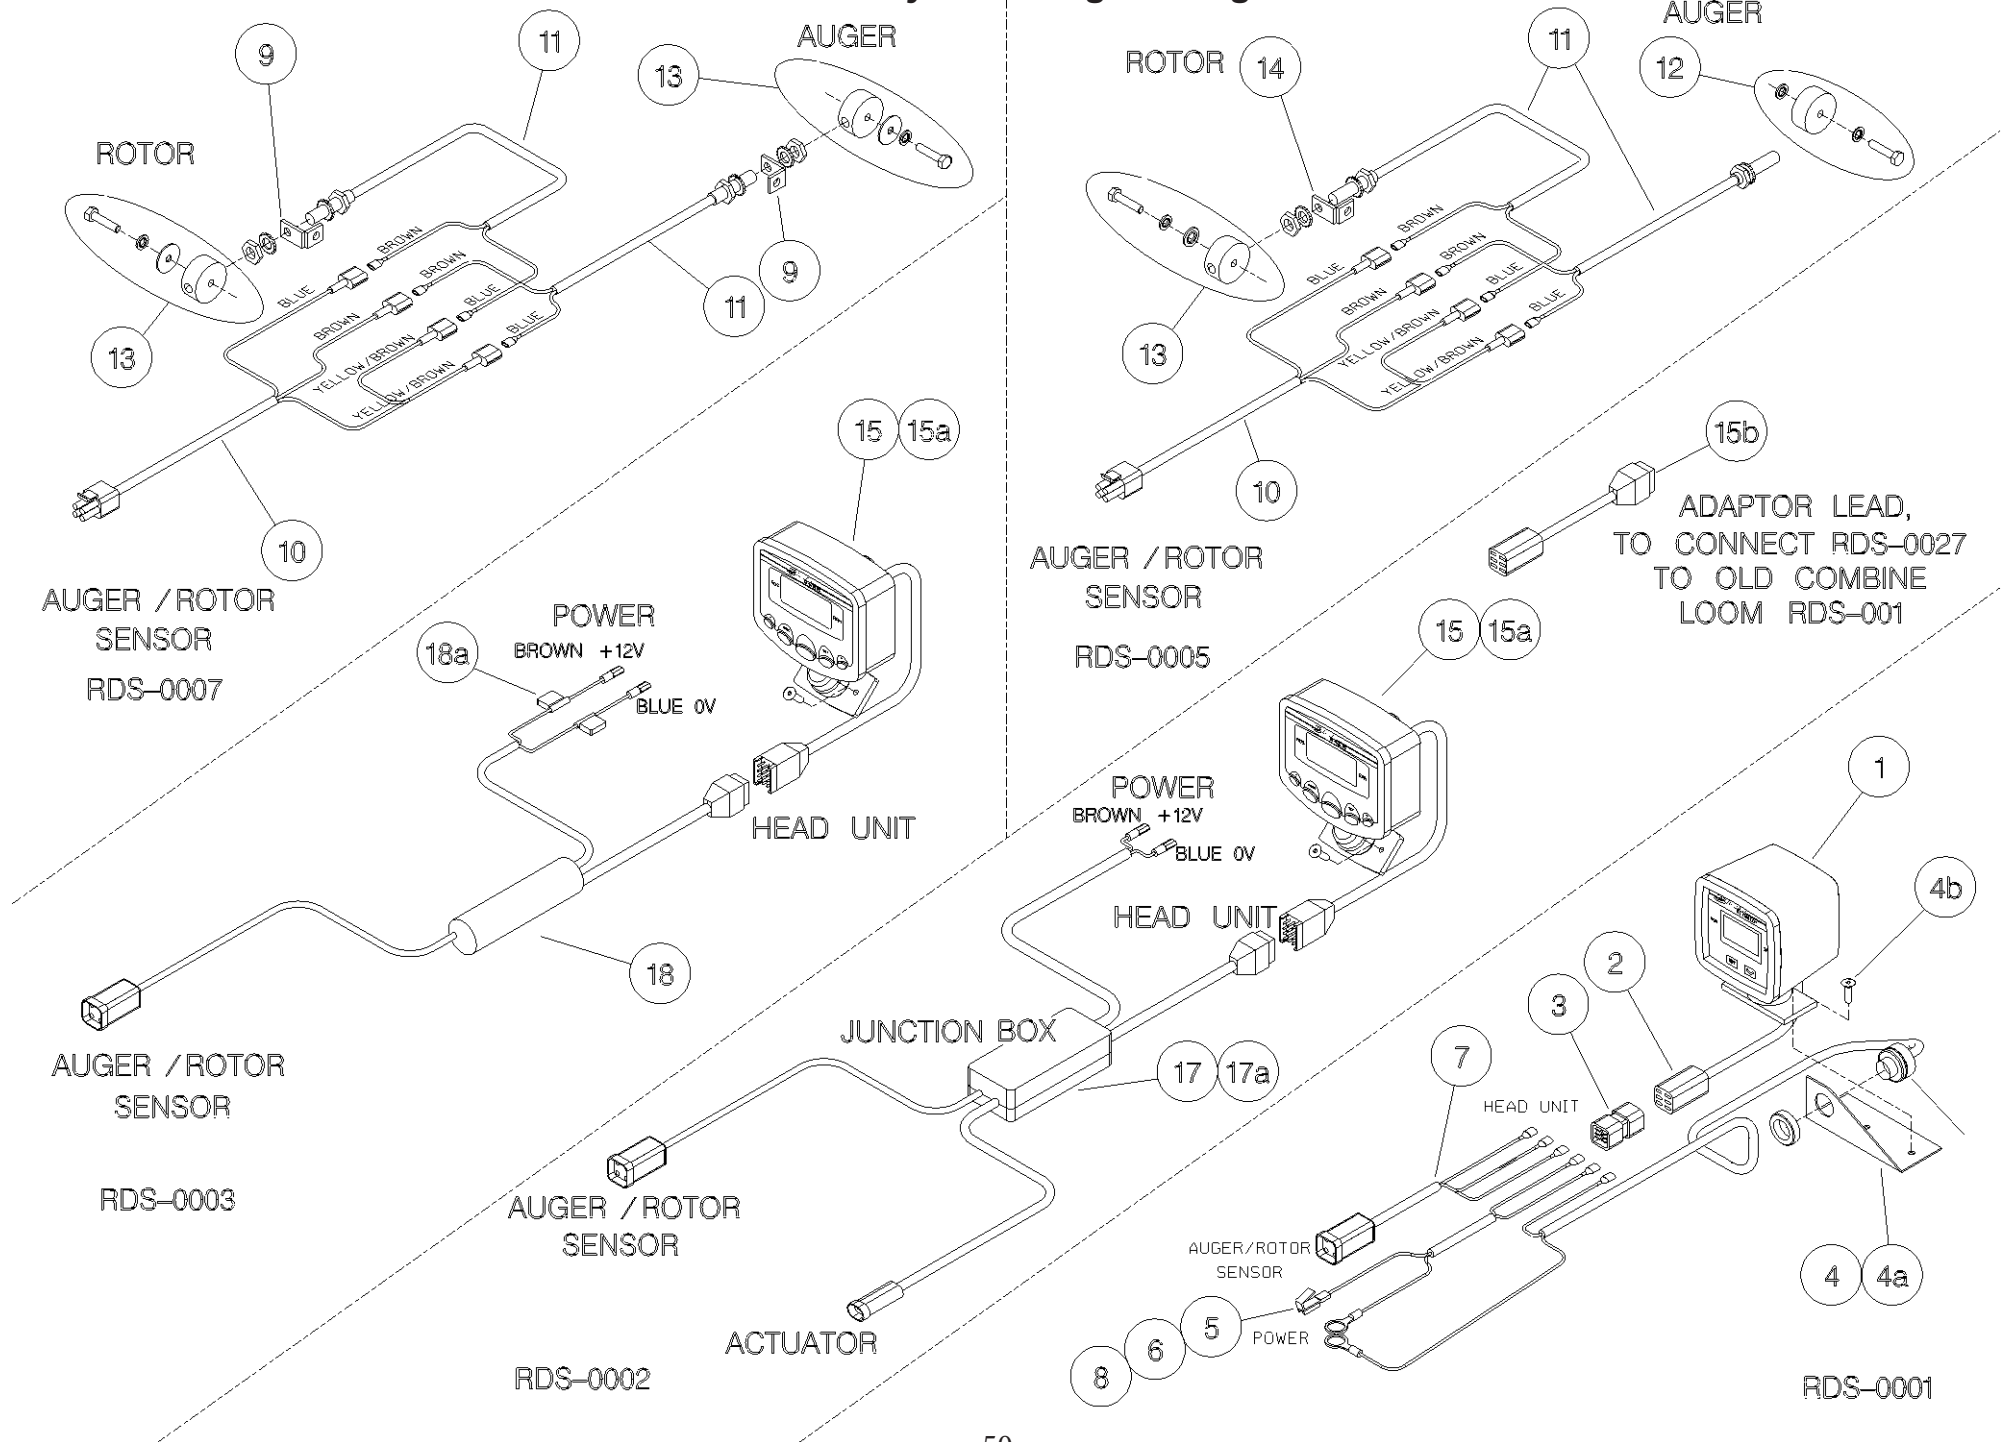 9
11
AUGER
13
ROTOR
BROWN
BROWN
BLUE
BLUE
BROWN
BLUE
YELLOW/BROWN
YELLOW/BROWN
9
11
13
10
AUGER / ROTOR
SENSOR
RDS-0007
AUGER
11
12
ROTOR
14
BROWN
BROWN
BLUE
BLUE
BROWN
BLUE
YELLOW/BROWN
YELLOW/BROWN
13
10
AUGER / ROTOR
SENSOR
RDS-0005
15b
ADAPTOR LEAD,
TO CONNECT RDS-0027
TO OLD COMBINE
LOOM RDS-001
15 15a
POWER
18a
BROWN +12V
BLUE 0V
HEAD UNIT
18
AUGER / ROTOR
SENSOR
RDS-0003
15 15a
POWER
BROWN +12V
BLUE 0V
HEAD UNIT
JUNCTION BOX
17 17a
AUGER / ROTOR
SENSOR
ACTUATOR
RDS-0002
1
4b
2
3
7
HEAD UNIT
AUGER/ROTOR
SENSOR
4 4a
5
POWER
6
8
RDS-0001